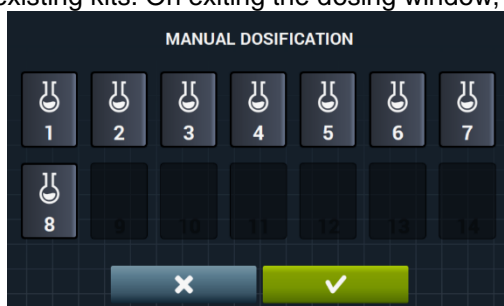 existing kits. On exiting the dosing window,
MANUAL DOSIFICATION
1 2 3 4 5 6 7
8 9 10 11 12 13 14